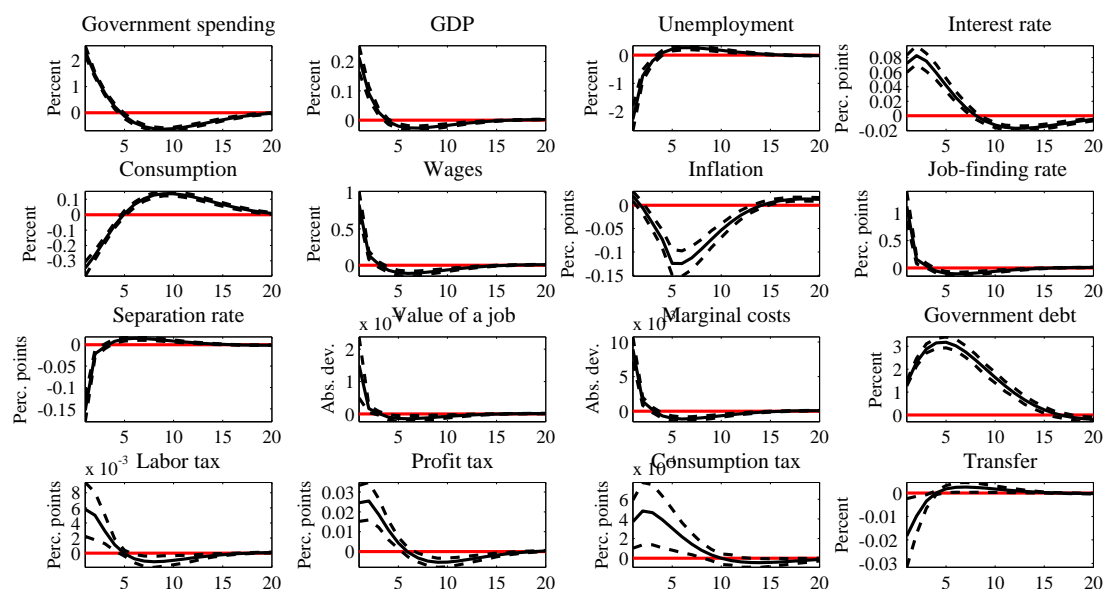 Government spending
Percent
2
1
0
5 10 15 20
GDP
Percent
0.2
0.1
0
5 10 15 20
Unemployment
Percent
0
-1
-2
5 10 15 20
Interest rate
Perc. points
0.08
0.06
0.04
0.02
0
-0.02
5 10 15 20
Consumption
Percent
0.1
0
-0.1
-0.2
-0.3
5 10 15 20
Wages
Percent
1
0.5
0
5 10 15 20
Inflation
Perc. points
0
-0.05
-0.1
-0.15
5 10 15 20
Job-finding rate
Perc. points
1
0.5
0
5 10 15 20
Separation rate
Perc. points
0
-0.05
-0.1
-0.15
5 10 15 20
Value of a job
x 10
Abs. dev.
2
1
0
5 10 15 20
Marginal costs
x 10
Abs. dev.
10
5
0
5 10 15 20
Government debt
Percent
3
2
1
0
5 10 15 20
Labor tax
x 10-3
Perc. points
8
6
4
2
0
5 10 15 20
Profit tax
Perc. points
0.03
0.02
0.01
0
5 10 15 20
Consumption tax
x 10
Perc. points
6
4
2
0
5 10 15 20
Transfer
Percent
0
-0.01
-0.02
-0.03
5 10 15 20